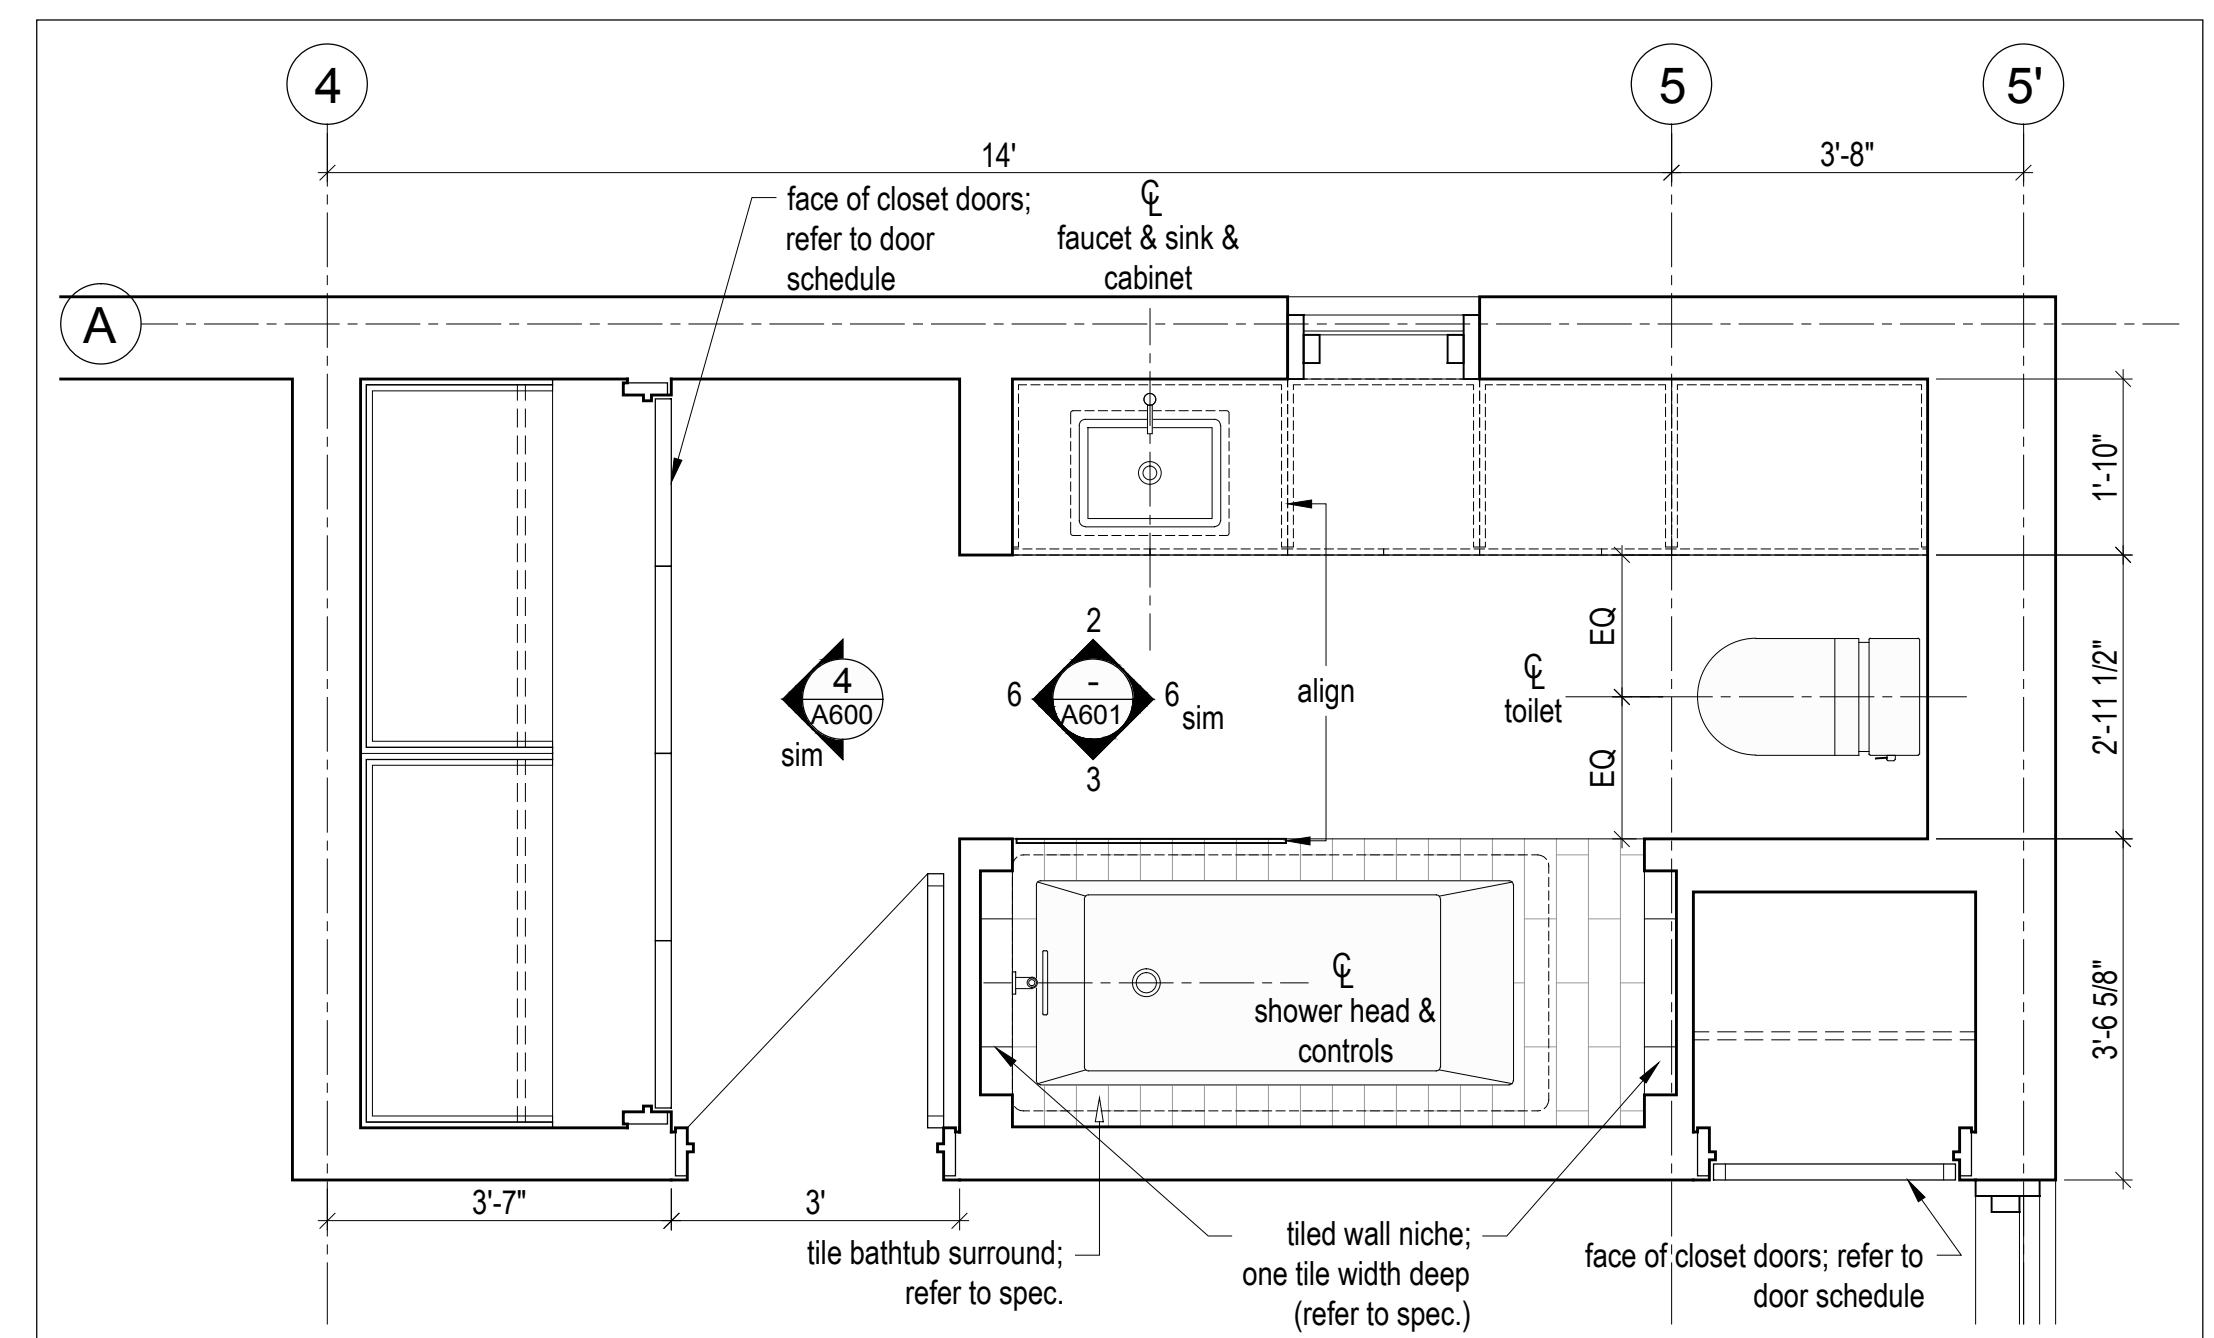 4
5
5'
14'
3'-8"
face of closet doors;
refer to door
schedule
℄
faucet & sink &
cabinet
A
1'-10"
2
4
A600
sim
6
-
A601
6
sim
3
align
℄
toilet
EQ
EQ
2'-11 1/2"
℄
shower head &
controls
3'-6 5/8"
3'-7"
3'
tile bathtub surround;
refer to spec.
tiled wall niche;
one tile width deep
(refer to spec.)
face of closet doors; refer to
door schedule